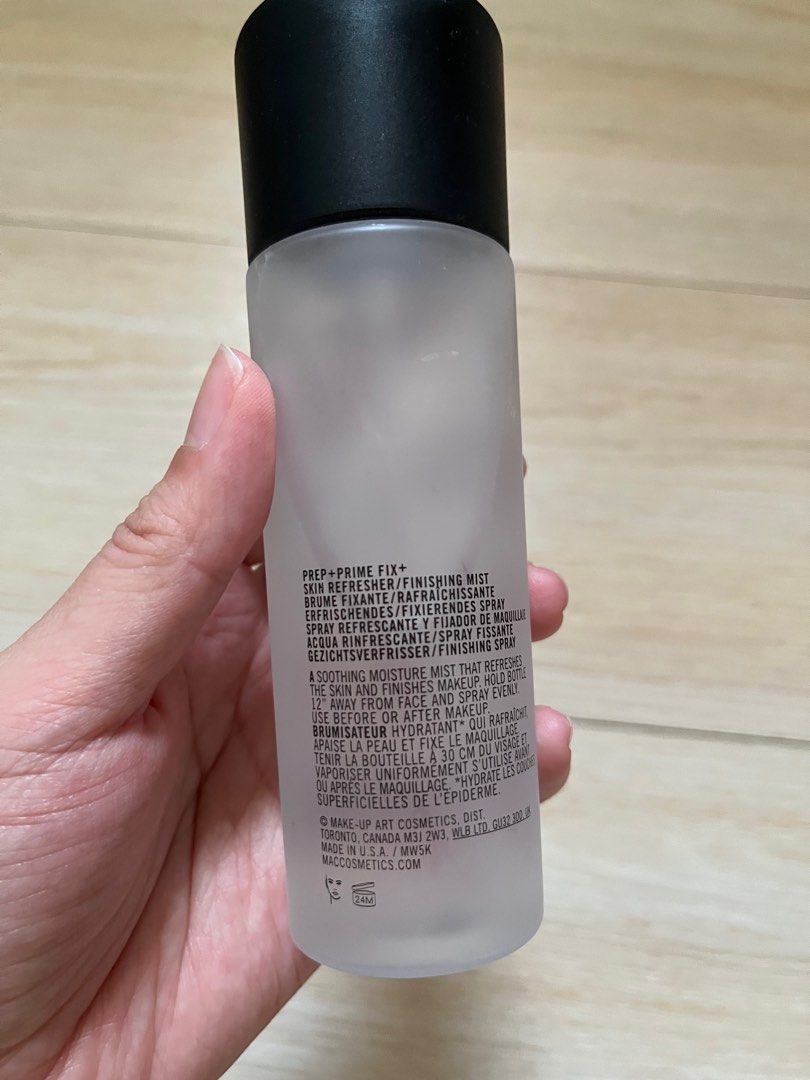 PREP+PRIME FIX+
SKIN REFRESHER/FINISHING MIST
BRUME FIXANTE/RAFRAÎCHISSANTE
ERFRISCHENDES/FIXIERENDES SPRAY
SPRAY REFRESCANTE Y FIJADOR DE MAQUILLAJE
ACQUA RINFRESCANTE/SPRAY FISSANTE
GEZICHTSVERFRISSER/FINISHING SPRAY
A SOOTHING MOISTURE MIST THAT REFRESHES
THE SKIN AND FINISHES MAKEUP. HOLD BOTTLE
12" AWAY FROM FACE AND SPRAY EVENLY.
USE BEFORE OR AFTER MAKEUP.
BRUMISATEUR HYDRATANT* QUI RAFRAÎCHIT,
APAISE LA PEAU ET FIXE LE MAQUILLAGE.
TENIR LA BOUTEILLE À 30 CM DU VISAGE ET
VAPORISER UNIFORMEMENT. S'UTILISE AVANT
OU APRÈS LE MAQUILLAGE. *HYDRATE LES COUCHES
SUPERFICIELLES DE L'ÉPIDERME.
© MAKE-UP ART COSMETICS, DIST.
TORONTO, CANADA M3J 2W3, WLB LTD. GU32 3DD, UK
MADE IN U.S.A. / MW5K
MACCOSMETICS.COM
24M